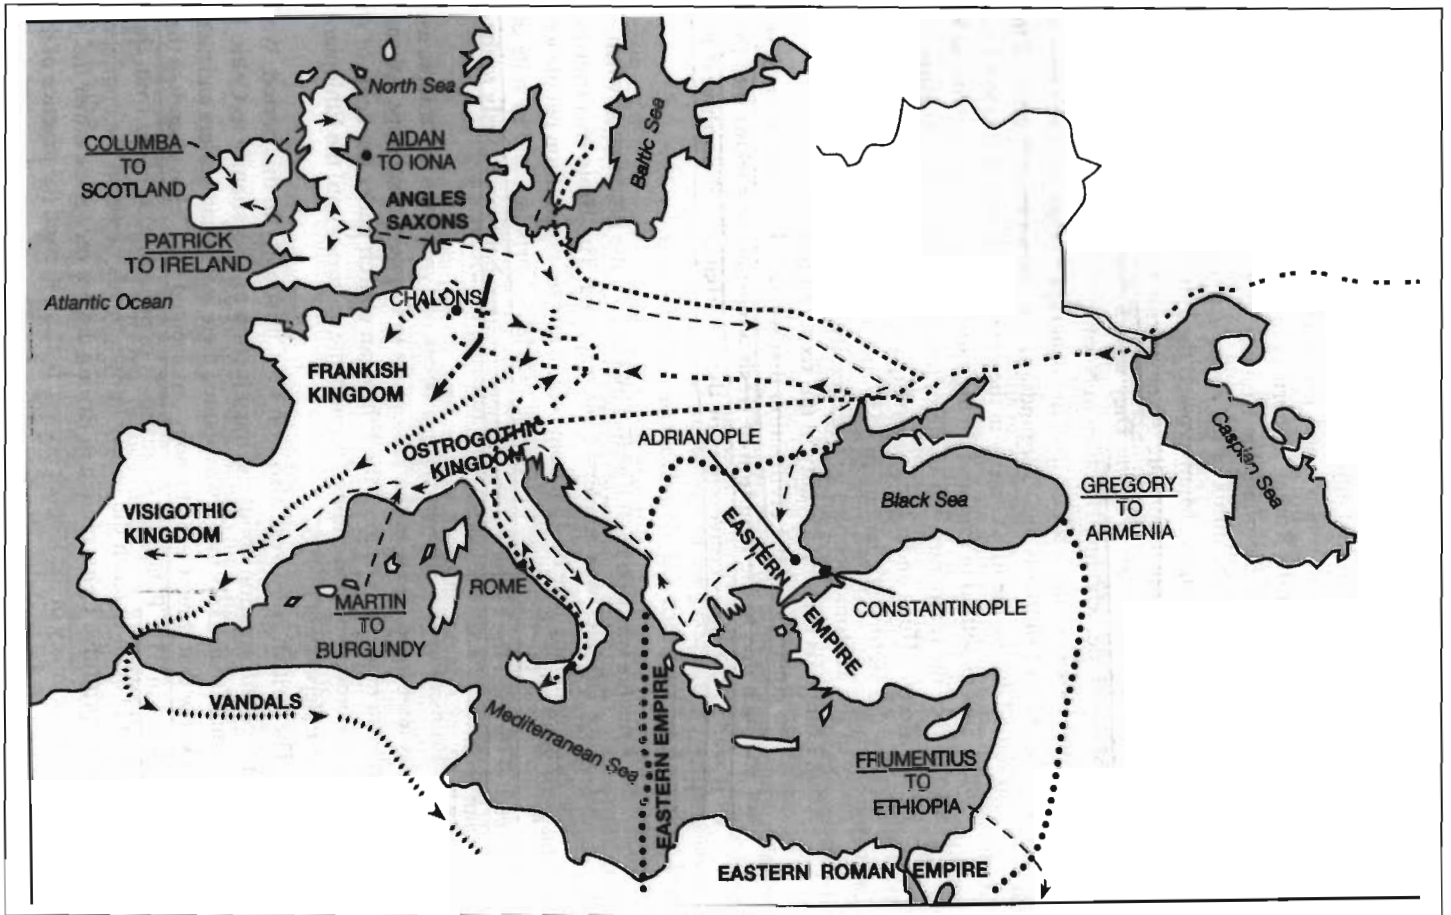 North Sea
COLUMBA
TO
SCOTLAND
AIDAN
TO IONA
Baltic Sea
ANGLES
SAXONS
PATRICK
TO IRELAND
Atlantic Ocean
CHALONS
FRANKISH
KINGDOM
OSTROGOTHIC
KINGDOM
ADRIANOPLE
Caspian Sea
VISIGOTHIC
KINGDOM
Black Sea
GREGORY
TO
ARMENIA
EASTERN
EMPIRE
ROME
MARTIN
TO
BURGUNDY
CONSTANTINOPLE
VANDALS
Mediterranean Sea
EASTERN EMPIRE
FRIUMENTIUS
TO
ETHIOPIA
EASTERN ROMAN EMPIRE